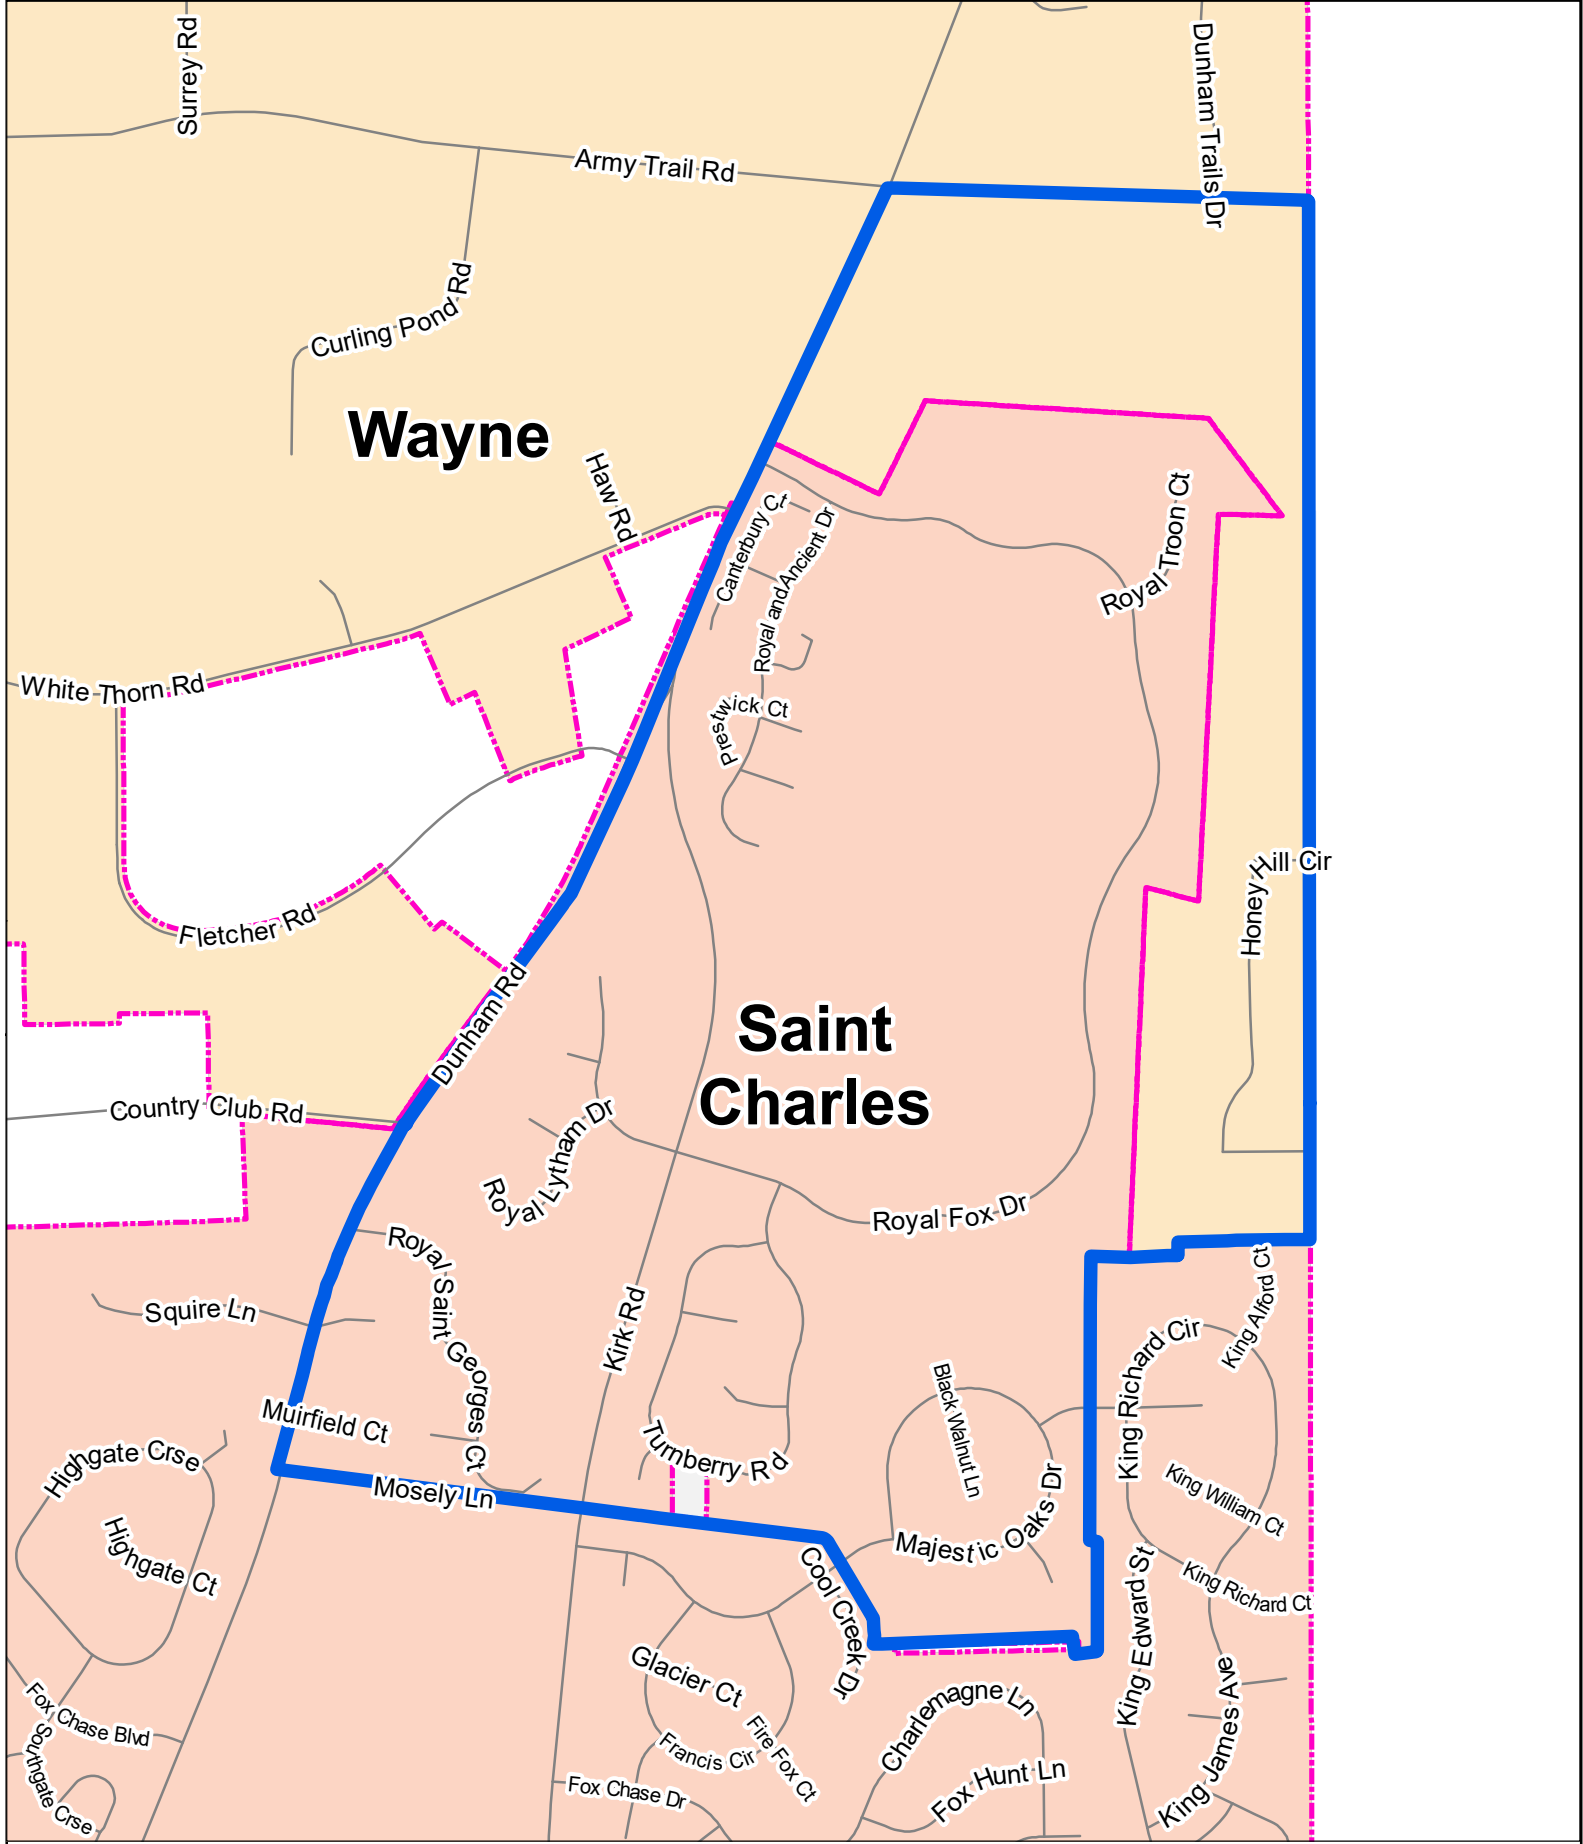 Surrey Rd
Dunham Trails Dr
Army Trail Rd
Curling Pond Rd
Wayne
Haw Rd
Canterbury Ct
Royal and Ancient Dr
Royal Troon Ct
White Thorn Rd
Prestwick Ct
Honey Hill Cir
Fletcher Rd
Dunham Rd
Saint
Charles
Country Club Rd
Royal Lytham Dr
Royal Fox Dr
Royal Saint Georges Ct
Squire Ln
Kirk Rd
King Alford Ct
King Richard Cir
Black Walnut Ln
Muirfield Ct
Turnberry Rd
Highgate Crse
Mosely Ln
Majestic Oaks Dr
King William Ct
Highgate Ct
Cool Creek Dr
King Edward St
King Richard Ct
Glacier Ct
Charlemagne Ln
King James Ave
Fox Chase Blvd
Southgate Crse
Francis Cir
Fire Fox Ct
Fox Chase Dr
Fox Hunt Ln